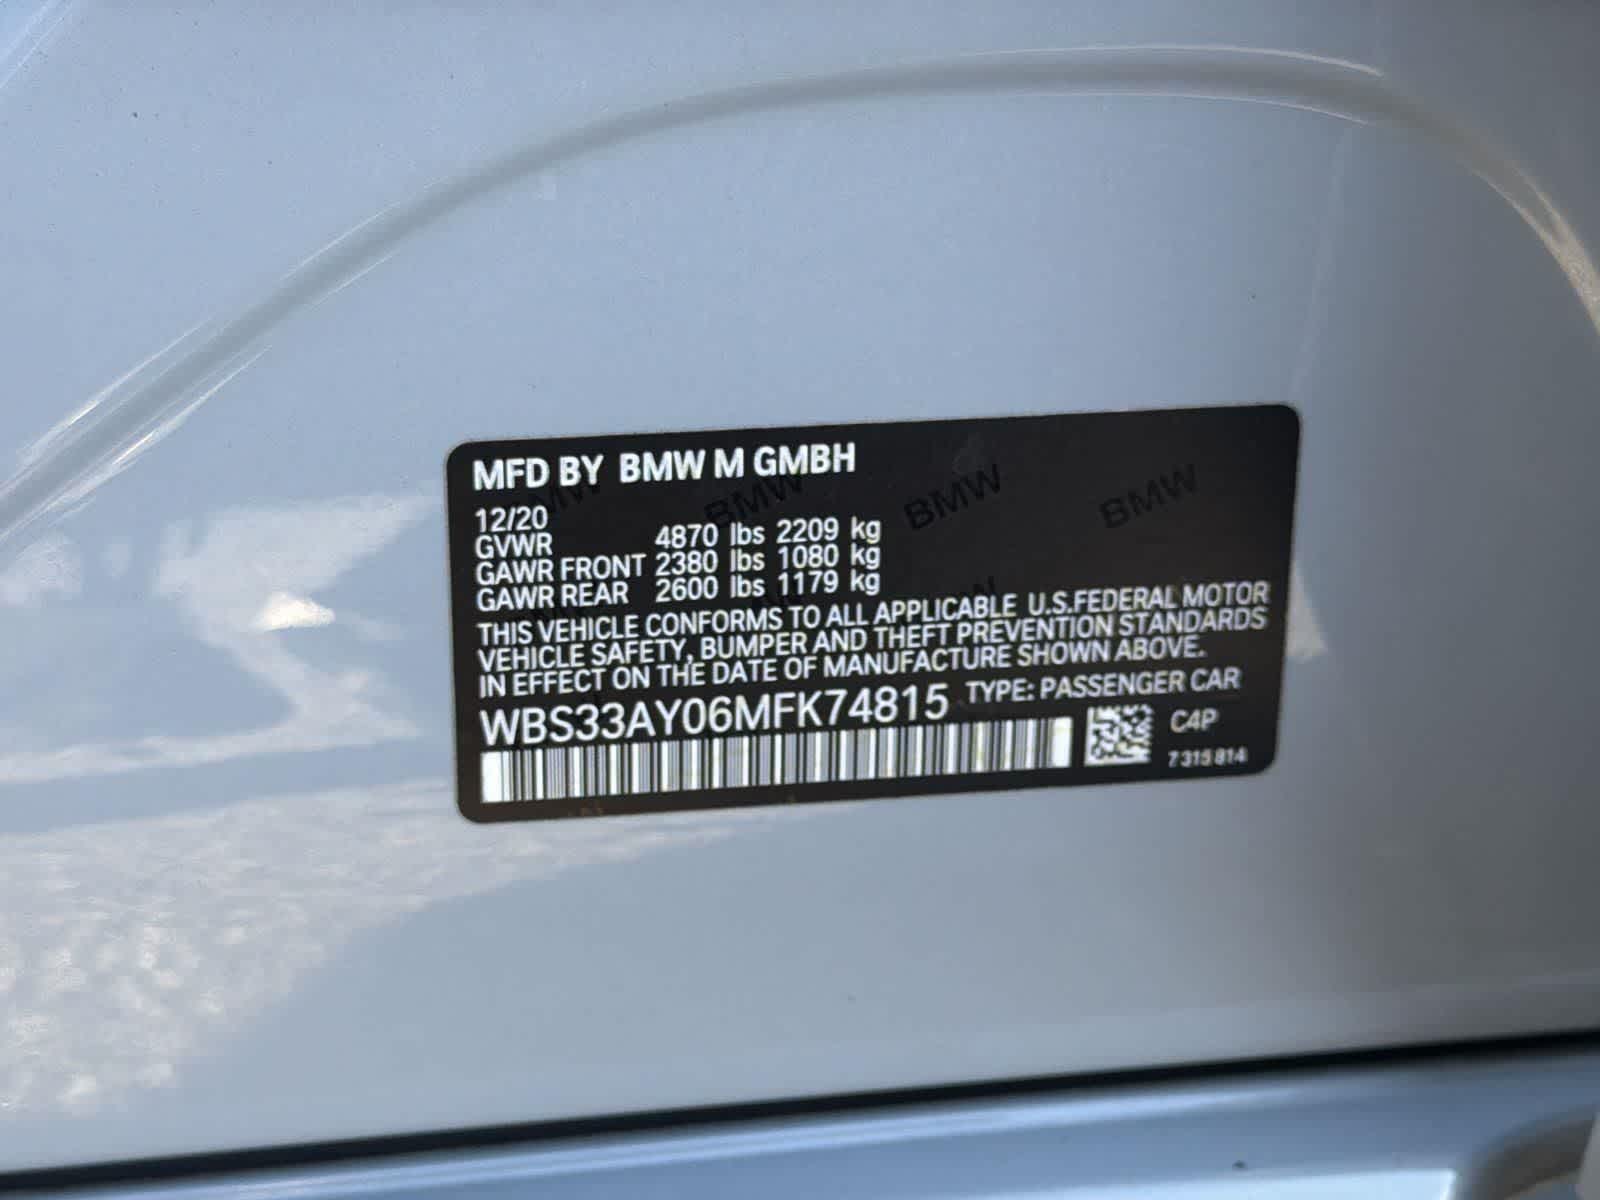 MFD BY BMW M GMBH
12/20
GVWR 4870 lbs 2209 kg
GAWR FRONT 2380 lbs 1080 kg
GAWR REAR 2600 lbs 1179 kg
THIS VEHICLE CONFORMS TO ALL APPLICABLE U.S.FEDERAL MOTOR
VEHICLE SAFETY, BUMPER AND THEFT PREVENTION STANDARDS
IN EFFECT ON THE DATE OF MANUFACTURE SHOWN ABOVE.
WBS33AY06MFK74815 TYPE: PASSENGER CAR
C4P
7 315 814
BMW BMW BMW BMW